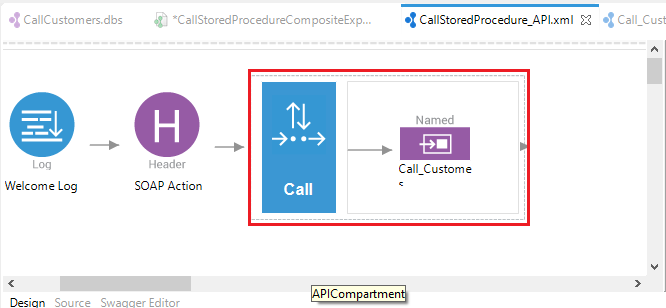 CallCustomers.dbs
*CallStoredProcedureCompositeExp...
CallStoredProcedure_API.xml
Call_Cust
H
Log
Header
Call
Named
Welcome Log
SOAP Action
Call_Custome
APICompartment
Design
Source
Swagger Editor